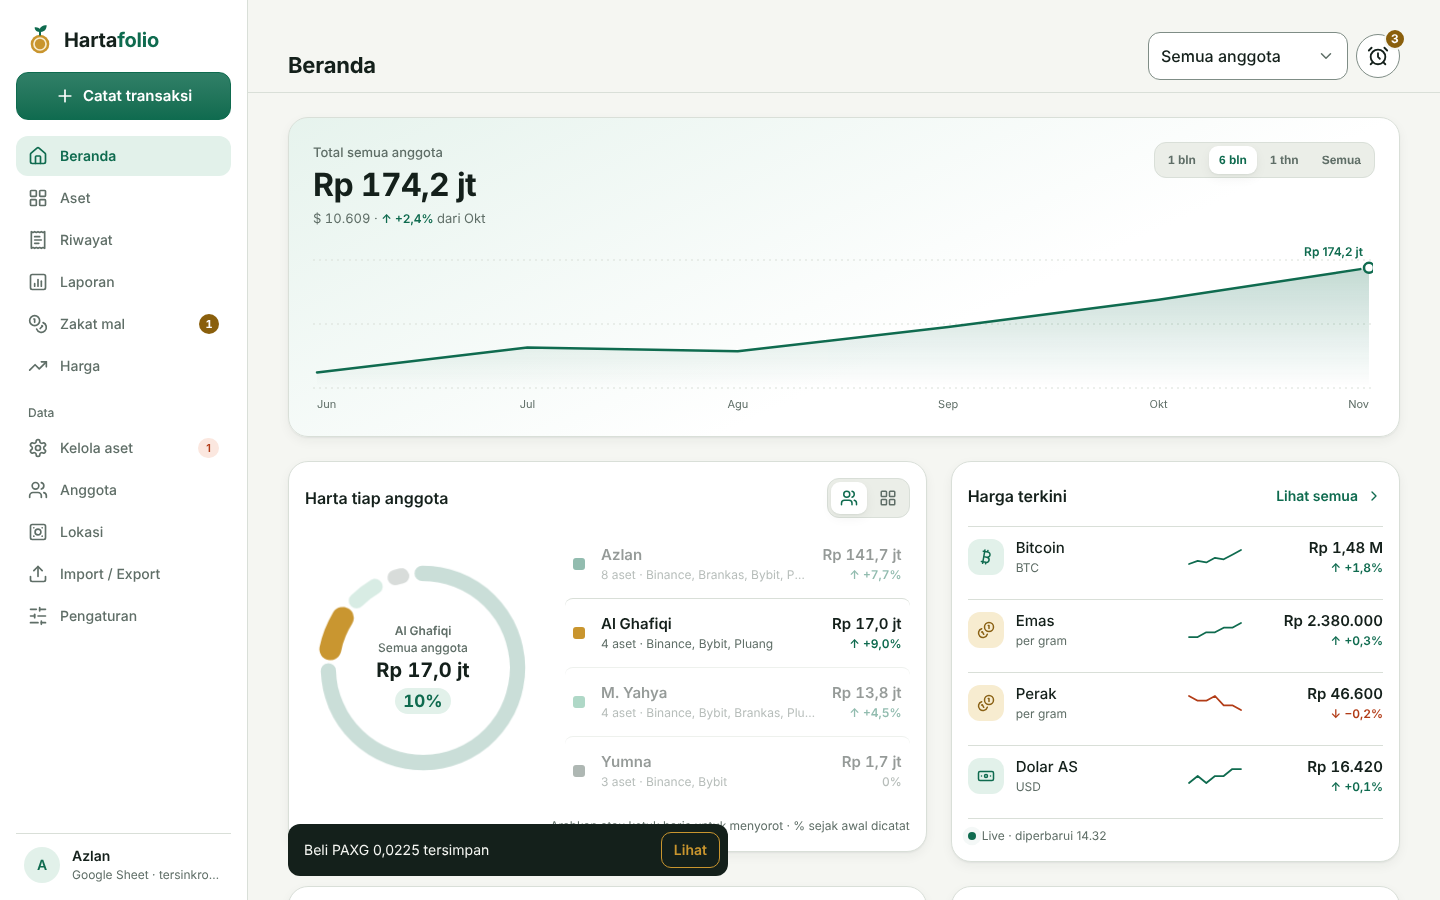 Hartafolio
Catat transaksi
Beranda
Aset
Riwayat
Laporan
Zakat mal 1
Harga
Data
Kelola aset 1
Anggota
Lokasi
Import / Export
Pengaturan
A
Azlan
Google Sheet · tersinkro...
Beranda
Semua anggota
3
Total semua anggota
Rp 174,2 jt
$ 10.609 · ↑ +2,4% dari Okt
1 bln 6 bln 1 thn Semua
Rp 174,2 jt
Jun Jul Agu Sep Okt Nov
Harta tiap anggota
Al Ghafiqi
Semua anggota
Rp 17,0 jt
10%
Azlan Rp 141,7 jt
8 aset · Binance, Brankas, Bybit, P... ↑ +7,7%
Al Ghafiqi Rp 17,0 jt
4 aset · Binance, Bybit, Pluang ↑ +9,0%
M. Yahya Rp 13,8 jt
4 aset · Binance, Bybit, Brankas, Plu... ↑ +4,5%
Yumna Rp 1,7 jt
3 aset · Binance, Bybit 0%
menyorot · % sejak awal dicatat
Beli PAXG 0,0225 tersimpan
Lihat
Harga terkini
Lihat semua
Bitcoin Rp 1,48 M
BTC ↑ +1,8%
Emas Rp 2.380.000
per gram ↑ +0,3%
Perak Rp 46.600
per gram ↓ −0,2%
Dolar AS Rp 16.420
USD ↑ +0,1%
Live · diperbarui 14.32